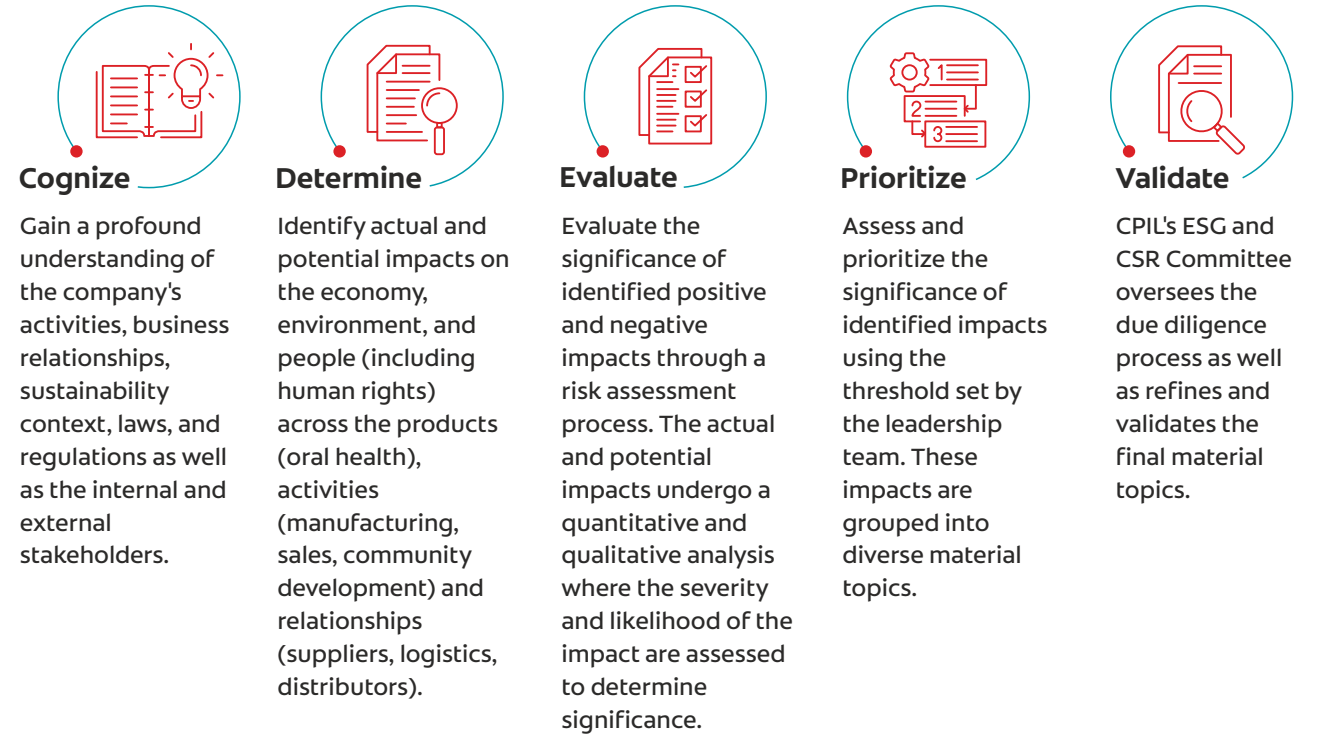 1
2
3
Cognize
Gain a profound
understanding of
the company's
activities, business
relationships,
sustainability
context, laws, and
regulations as well
as the internal and
external
stakeholders.
Determine
Identify actual and
potential impacts on
the economy,
environment, and
people (including
human rights)
across the products
(oral health),
activities
(manufacturing,
sales, community
development) and
relationships
(suppliers, logistics,
distributors).
Evaluate
Evaluate the
significance of
identified positive
and negative
impacts through a
risk assessment
process. The actual
and potential
impacts undergo a
quantitative and
qualitative analysis
where the severity
and likelihood of the
impact are assessed
to determine
significance.
Prioritize
Assess and
prioritize the
significance of
identified impacts
using the
threshold set by
the leadership
team. These
impacts are
grouped into
diverse material
topics.
Validate
CPIL's ESG and
CSR Committee
oversees the
due diligence
process as well
as refines and
validates the
final material
topics.